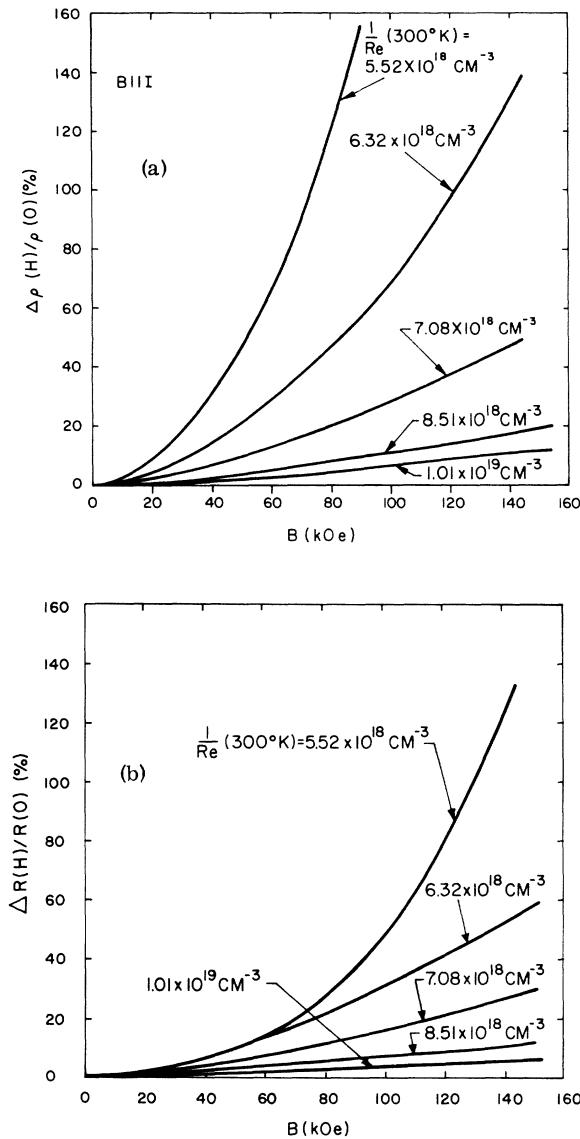 160
140
120
100
80
60
40
20
0
Δρ (H)/ρ (O) (%)
B III
(a)
1/Re (300°K) =
5.52 X 10^18 CM^-3
6.32 x 10^18 CM^-3
7.08 X 10^18 CM^-3
8.51 x 10^18 CM^-3
1.01 x 10^19 CM^-3
0 20 40 60 80 100 120 140 160
B (kOe)
160
140
120
100
80
60
40
20
0
ΔR(H)/R(O) (%)
1/Re (300°K)=5.52 x 10^18 CM^-3
(b)
6.32 x 10^18 CM^-3
1.01 x 10^19 CM^-3
7.08 x 10^18 CM^-3
8.51 x 10^18 CM^-3
0 20 40 60 80 100 120 140 160
B(kOe)